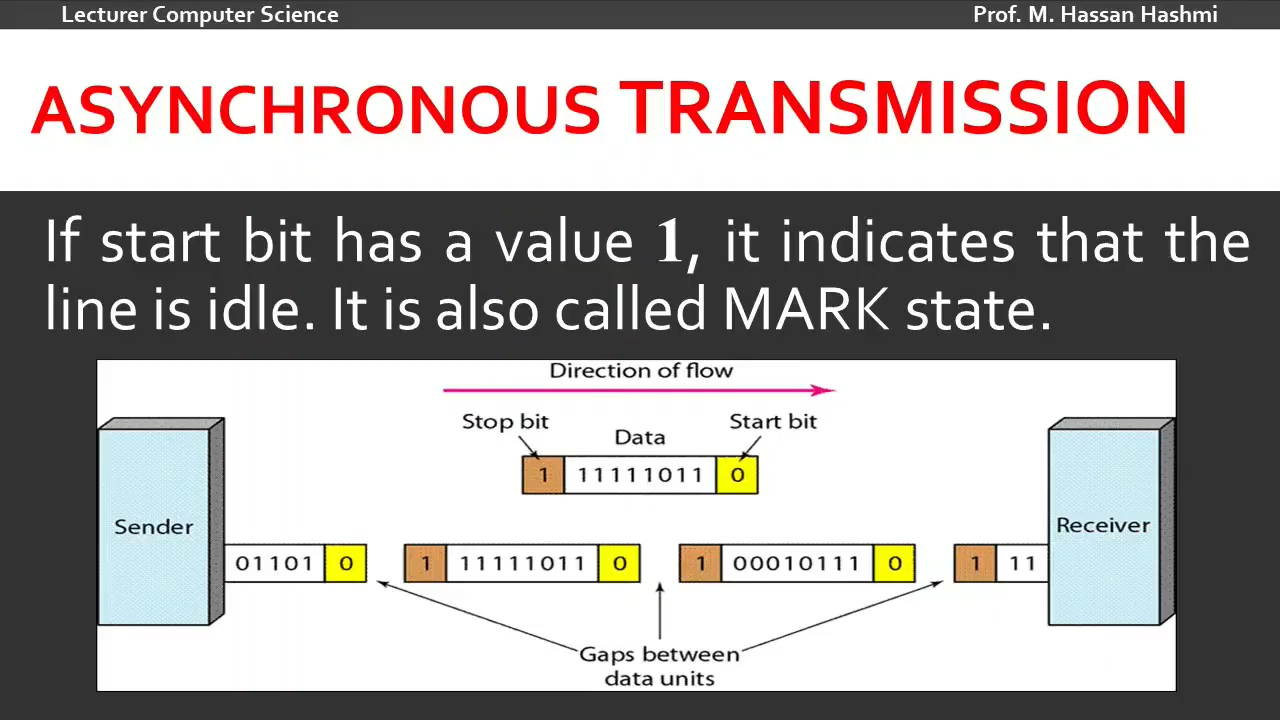 Lecturer Computer Science
Prof. M. Hassan Hashmi
ASYNCHRONOUS TRANSMISSION
If start bit has a value 1, it indicates that the
line is idle. It is also called MARK state.
Direction of flow
Stop bit
Start bit
Data
1 11111011 0
Sender
Receiver
01101 0
1 11111011 0
1 00010111 0
1 11
Gaps between
data units